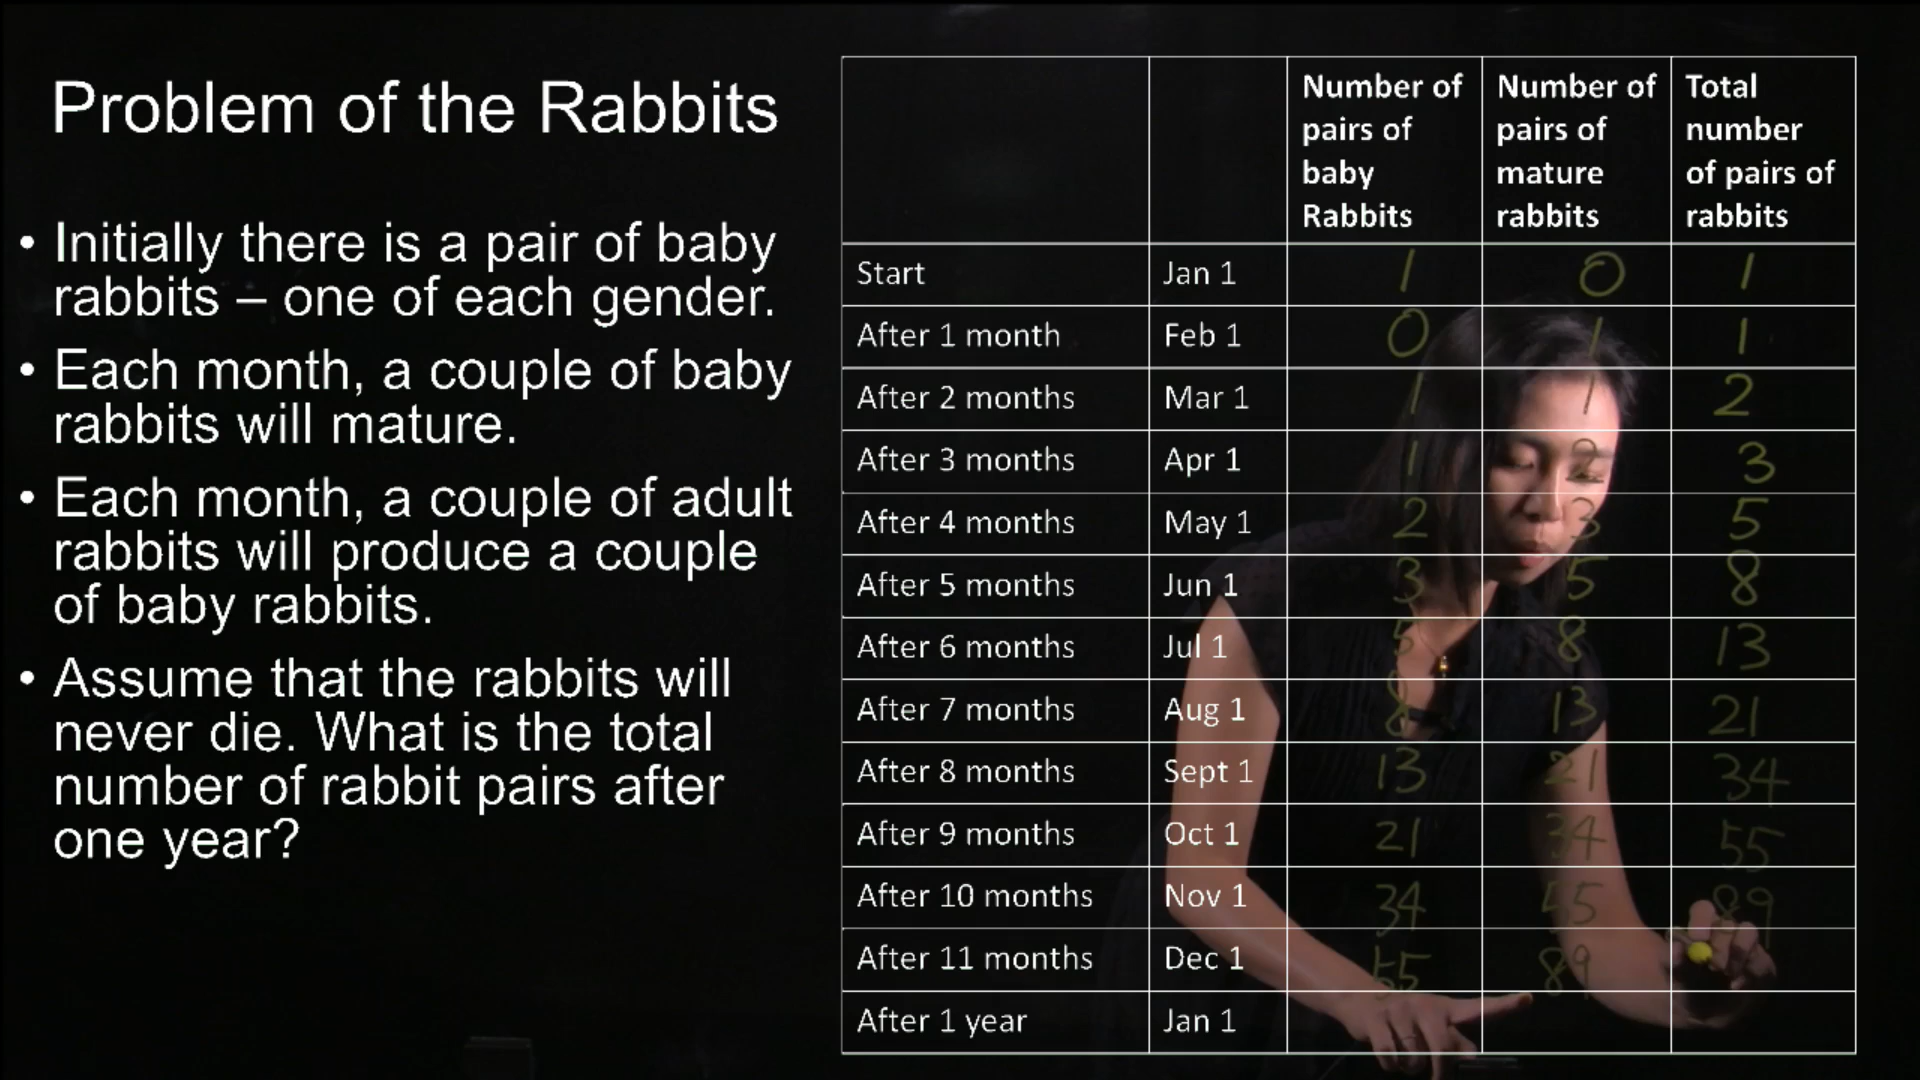 Problem of the Rabbits
• Initially there is a pair of baby
rabbits – one of each gender.
• Each month, a couple of baby
rabbits will mature.
• Each month, a couple of adult
rabbits will produce a couple
of baby rabbits.
• Assume that the rabbits will
never die. What is the total
number of rabbit pairs after
one year?
Number of pairs of baby Rabbits Number of pairs of mature rabbits Total number of pairs of rabbits
Start Jan 1 1 0 1
After 1 month Feb 1 0 1 1
After 2 months Mar 1 1 1 2
After 3 months Apr 1 1 2 3
After 4 months May 1 2 3 5
After 5 months Jun 1 3 5 8
After 6 months Jul 1 5 8 13
After 7 months Aug 1 8 13 21
After 8 months Sept 1 13 21 34
After 9 months Oct 1 21 34 55
After 10 months Nov 1 34 55 89
After 11 months Dec 1 55 89
After 1 year Jan 1